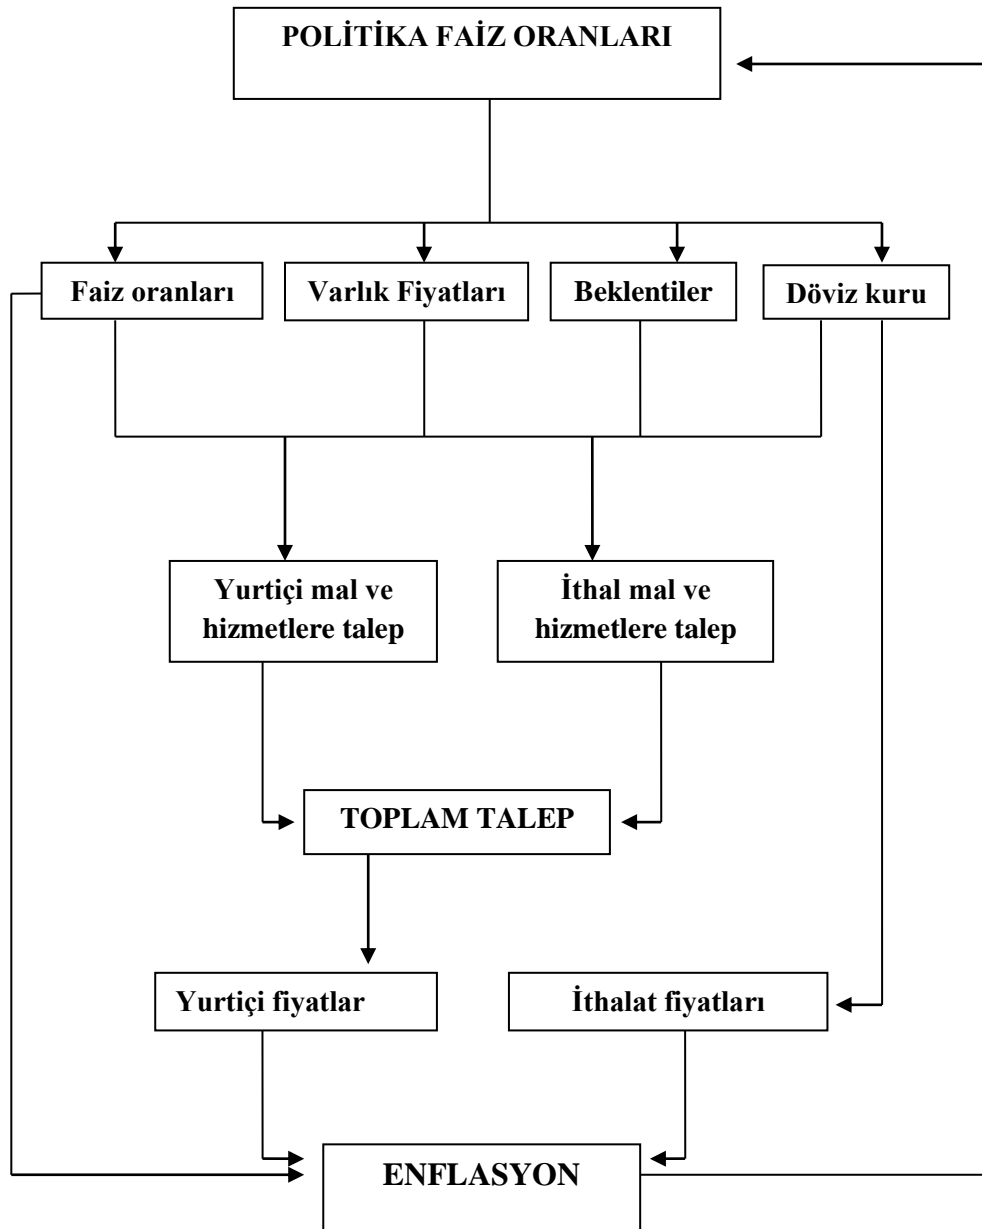 POLİTİKA FAİZ ORANLARI
Faiz oranları
Varlık Fiyatları
Beklentiler
Döviz kuru
Yurtiçi mal ve
hizmetlere talep
İthal mal ve
hizmetlere talep
TOPLAM TALEP
Yurtiçi fiyatlar
İthalat fiyatları
ENFLASYON